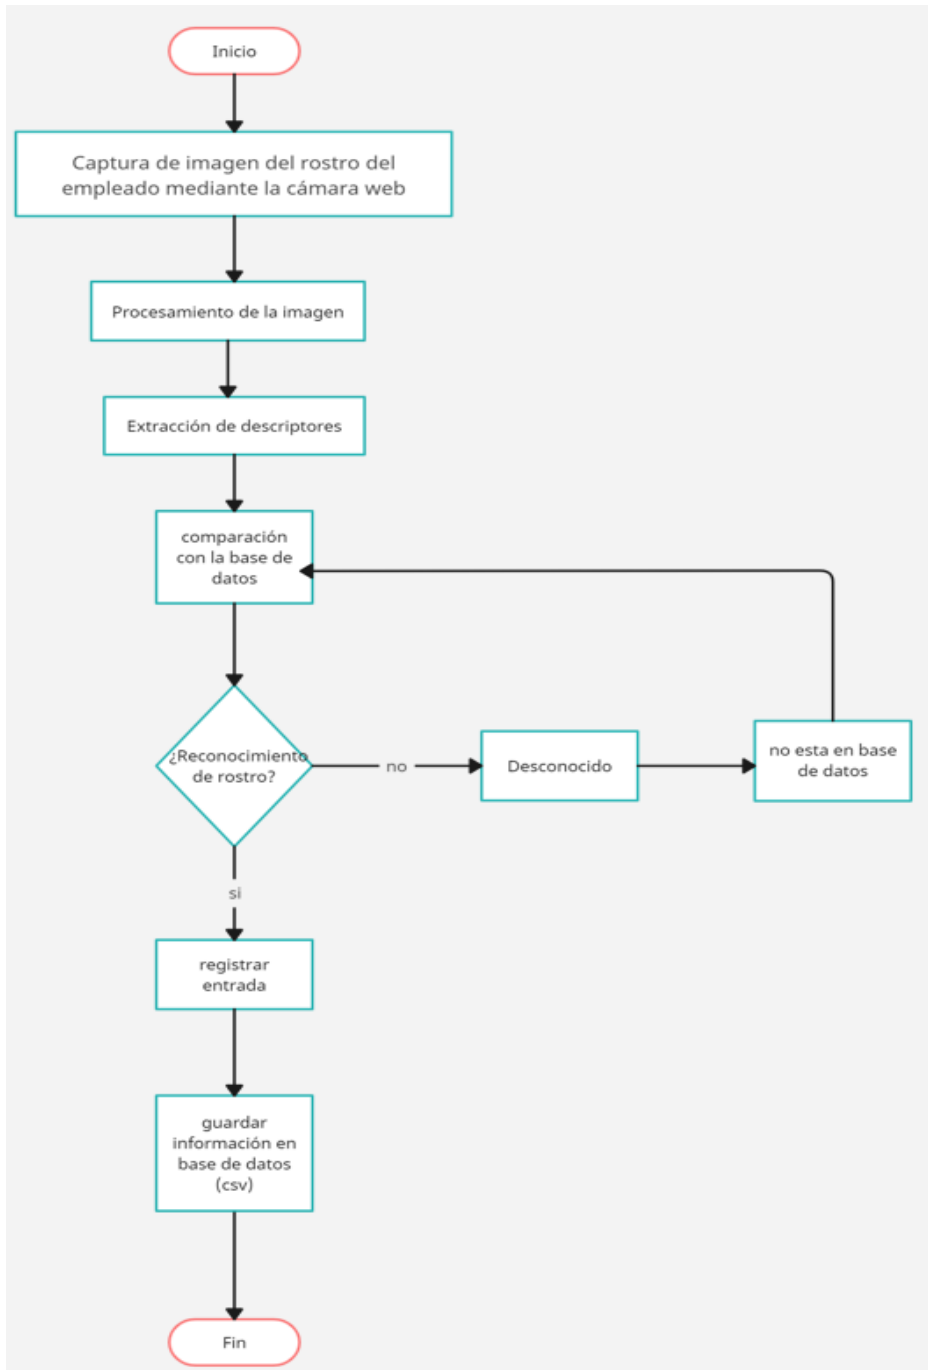 Inicio
Captura de imagen del rostro del
empleado mediante la cámara web
Procesamiento de la imagen
Extracción de descriptores
comparación
con la base de
datos
¿Reconocimiento
de rostro?
no
Desconocido
no esta en base
de datos
si
registrar
entrada
guardar
información en
base de datos
(csv)
Fin